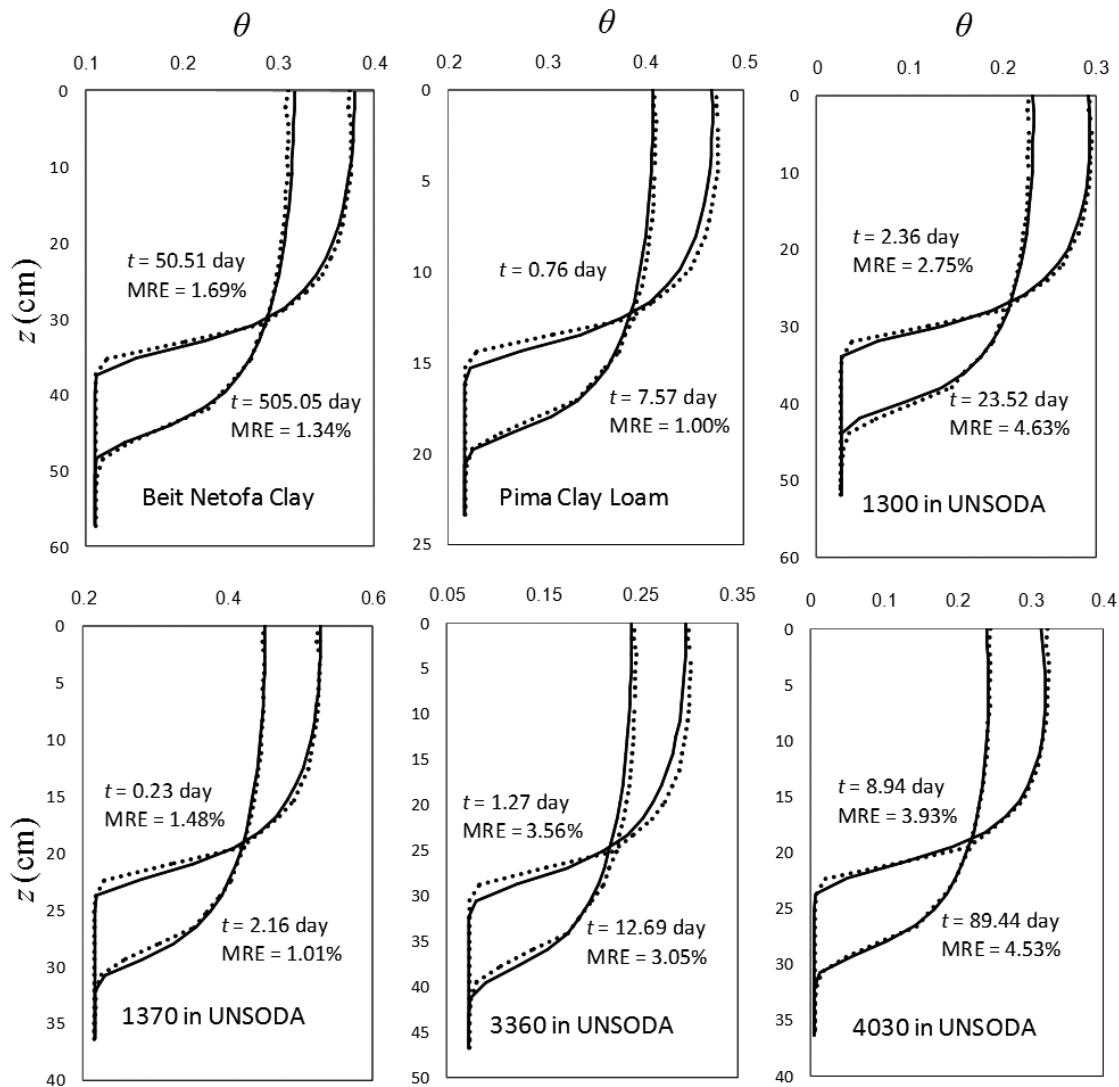 θ
0.1 0.2 0.3 0.4
0
10
20
30
40
50
60
z (cm)
t = 50.51 day
MRE = 1.69%
t = 505.05 day
MRE = 1.34%
Beit Netofa Clay
θ
0.2 0.3 0.4 0.5
0
5
10
15
20
25
t = 0.76 day
t = 7.57 day
MRE = 1.00%
Pima Clay Loam
θ
0 0.1 0.2 0.3
0
10
20
30
40
50
60
t = 2.36 day
MRE = 2.75%
t = 23.52 day
MRE = 4.63%
1300 in UNSODA
0.2 0.4 0.6
0
5
10
15
20
25
30
35
40
z (cm)
t = 0.23 day
MRE = 1.48%
t = 2.16 day
MRE = 1.01%
1370 in UNSODA
0.05 0.15 0.25 0.35
0
5
10
15
20
25
30
35
40
45
50
t = 1.27 day
MRE = 3.56%
t = 12.69 day
MRE = 3.05%
3360 in UNSODA
0 0.1 0.2 0.3 0.4
0
5
10
15
20
25
30
35
40
t = 8.94 day
MRE = 3.93%
t = 89.44 day
MRE = 4.53%
4030 in UNSODA